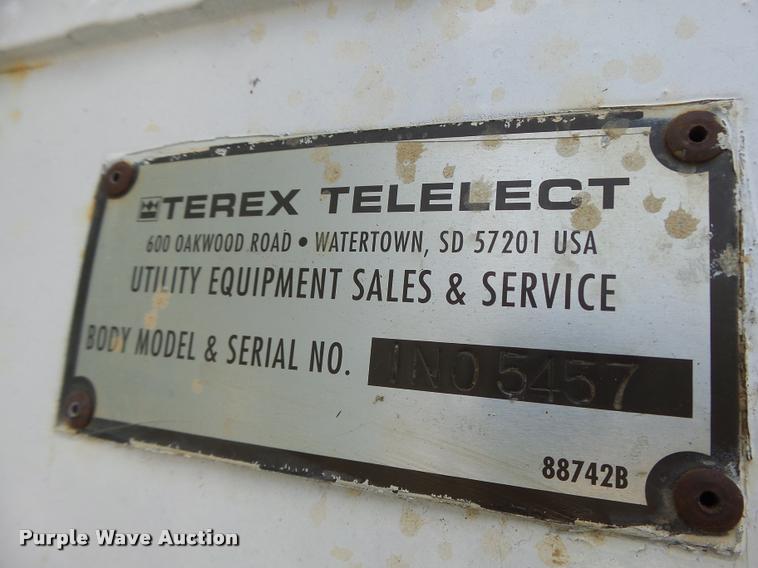 TEREX TELELECT
600 OAKWOOD ROAD • WATERTOWN, SD 57201 USA
UTILITY EQUIPMENT SALES & SERVICE
BODY MODEL & SERIAL NO. INO5457
88742B
Purple Wave Auction